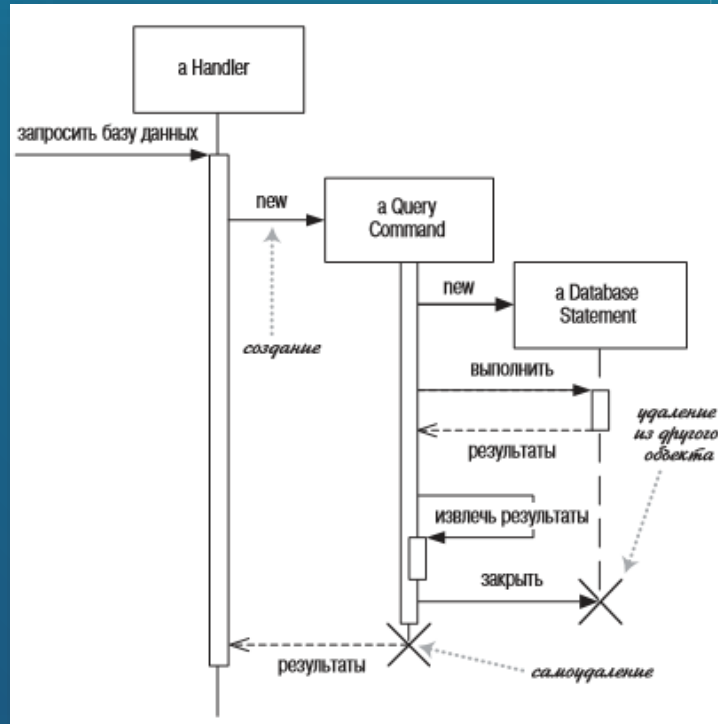 a Handler
запросить базу данных
new
a Query
Command
создание
new
a Database
Statement
выполнить
удаление
из другого
объекта
результаты
извлечь результаты
закрыть
результаты
самоудаление